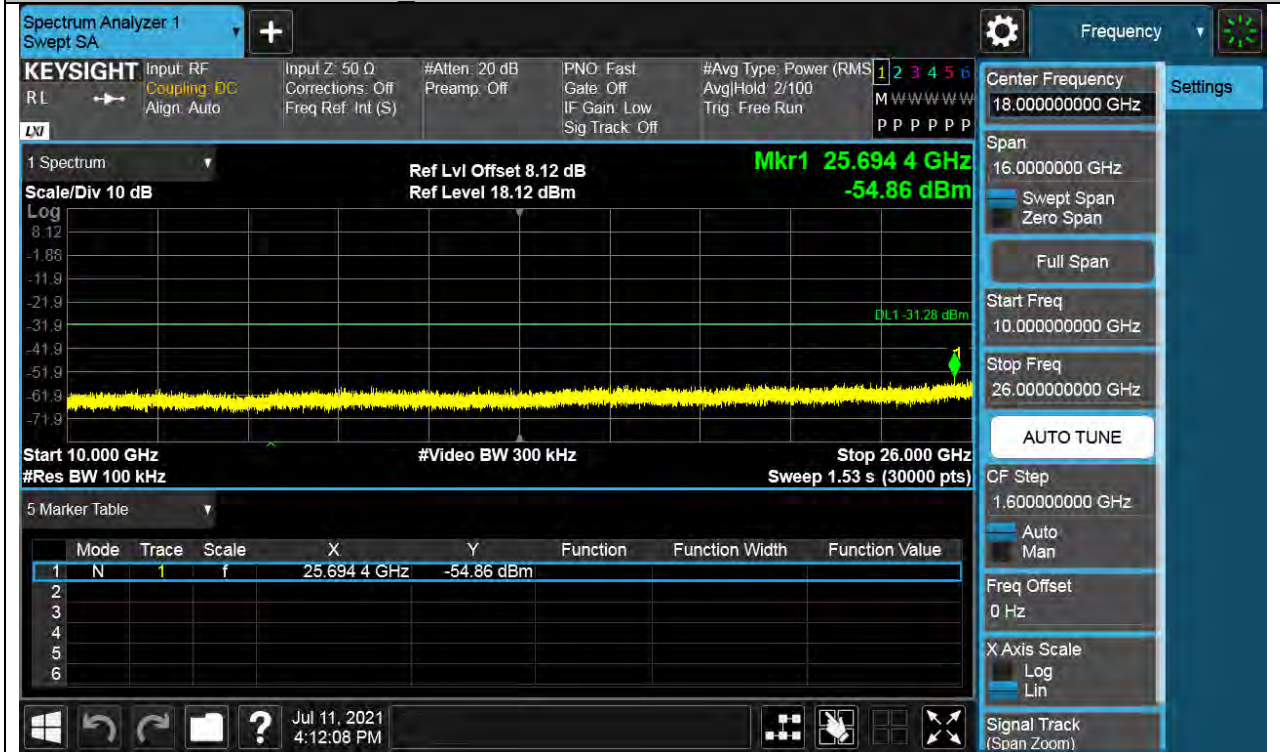 Spectrum Analyzer 1
Swept SA
+
Frequency
KEYSIGHT
RL
LXI
Input: RF
Coupling: DC
Align: Auto
Input Z: 50 Ω
Corrections: Off
Freq Ref: Int (S)
#Atten: 20 dB
Preamp: Off
PNO: Fast
Gate: Off
IF Gain: Low
Sig Track: Off
#Avg Type: Power (RMS
Avg|Hold: 2/100
Trig: Free Run
1 2 3 4 5 6
M W W W W W
P P P P P P
1 Spectrum
Scale/Div 10 dB
Ref Lvl Offset 8.12 dB
Ref Level 18.12 dBm
Mkr1 25.694 4 GHz
-54.86 dBm
Log
8.12
-1.88
-11.9
-21.9
-31.9
-41.9
-51.9
-61.9
-71.9
DL1 -31.28 dBm
1
Start 10.000 GHz
#Res BW 100 kHz
#Video BW 300 kHz
Stop 26.000 GHz
Sweep 1.53 s (30000 pts)
5 Marker Table
Mode Trace Scale X Y Function Function Width Function Value
1 N 1 f 25.694 4 GHz -54.86 dBm
2
3
4
5
6
Jul 11, 2021
4:12:08 PM
?
Center Frequency
18.000000000 GHz
Settings
Span
16.0000000 GHz
Swept Span
Zero Span
Full Span
Start Freq
10.000000000 GHz
Stop Freq
26.000000000 GHz
AUTO TUNE
CF Step
1.600000000 GHz
Auto
Man
Freq Offset
0 Hz
X Axis Scale
Log
Lin
Signal Track
(Span Zoom)